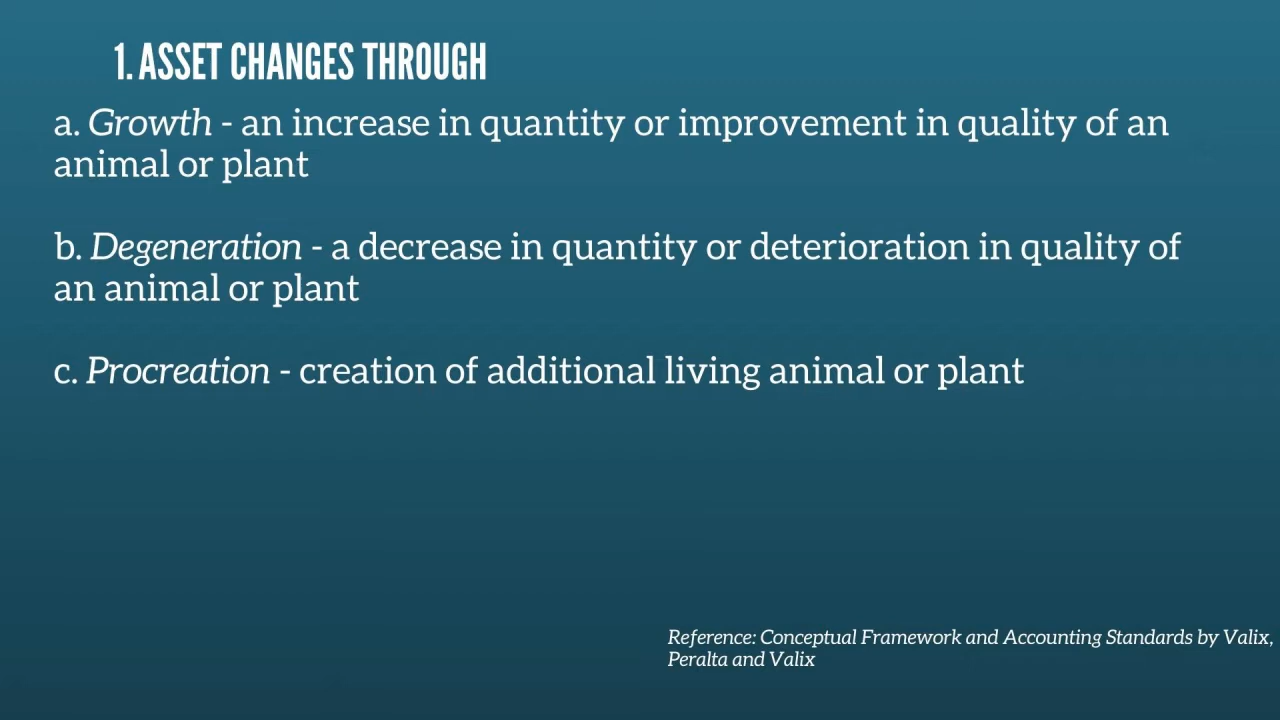 1. ASSET CHANGES THROUGH
a. Growth - an increase in quantity or improvement in quality of an
animal or plant
b. Degeneration - a decrease in quantity or deterioration in quality of
an animal or plant
c. Procreation - creation of additional living animal or plant
Reference: Conceptual Framework and Accounting Standards by Valix,
Peralta and Valix